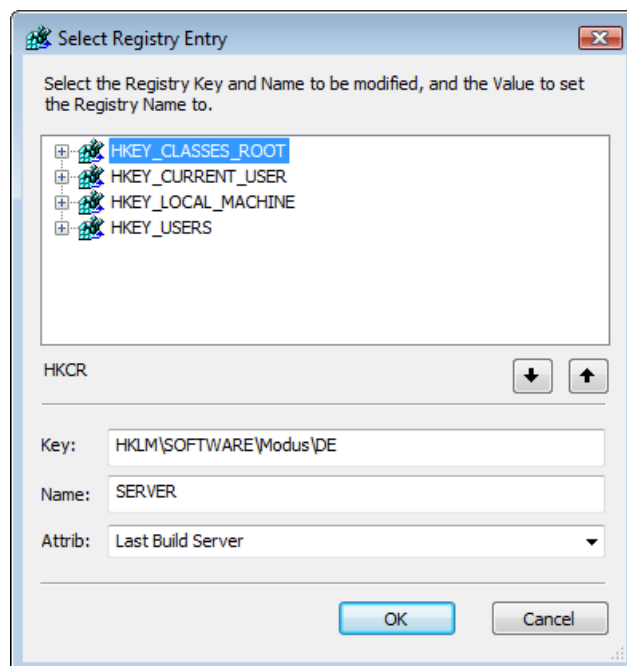 Select Registry Entry
Select the Registry Key and Name to be modified, and the Value to set
the Registry Name to.
HKEY_CLASSES_ROOT
HKEY_CURRENT_USER
HKEY_LOCAL_MACHINE
HKEY_USERS
HKCR
Key: HKLM\SOFTWARE\Modus\DE
Name: SERVER
Attrib: Last Build Server
OK Cancel